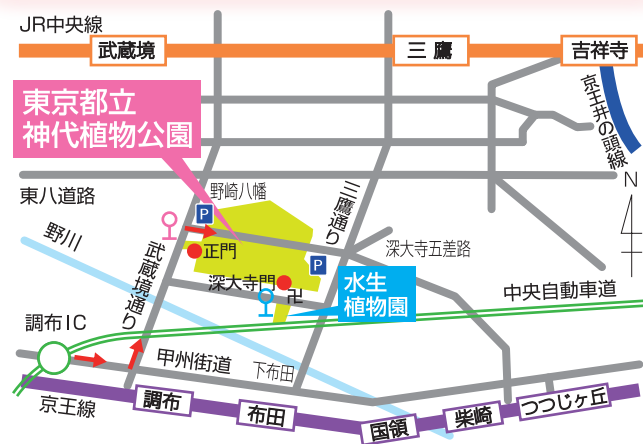 JR中央線
武蔵境
三鷹
吉祥寺
京王井の頭線
N
東京都立
神代植物公園
東八道路
野川
武蔵境通り
野崎八幡
P
正門
三鷹通り
深大寺五差路
P
深大寺門
卍
水生
植物園
中央自動車道
調布IC
甲州街道
下布田
京王線
調布
布田
国領
柴崎
つつじヶ丘